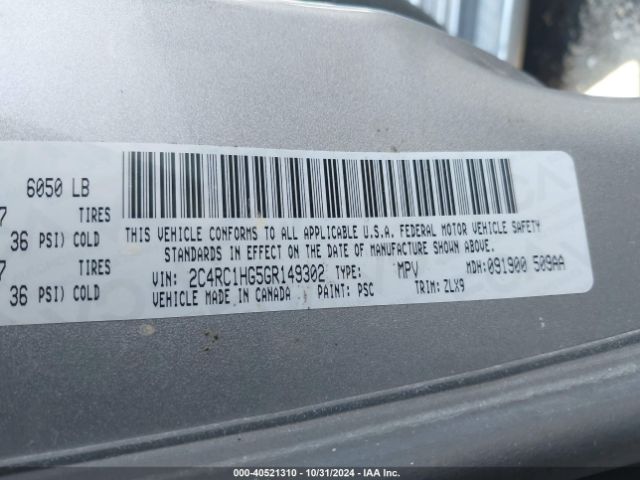 6050 LB
7 TIRES
36 PSI) COLD
7 TIRES
36 PSI) COLD
THIS VEHICLE CONFORMS TO ALL APPLICABLE U.S.A. FEDERAL MOTOR VEHICLE SAFETY
STANDARDS IN EFFECT ON THE DATE OF MANUFACTURE SHOWN ABOVE.
VIN: 2C4RC1HG5GR149302 TYPE: MPV MDH:091900 509AA
VEHICLE MADE IN CANADA PAINT: PSC TRIM: ZLX9
000-40521310 - 10/31/2024 - IAA Inc.